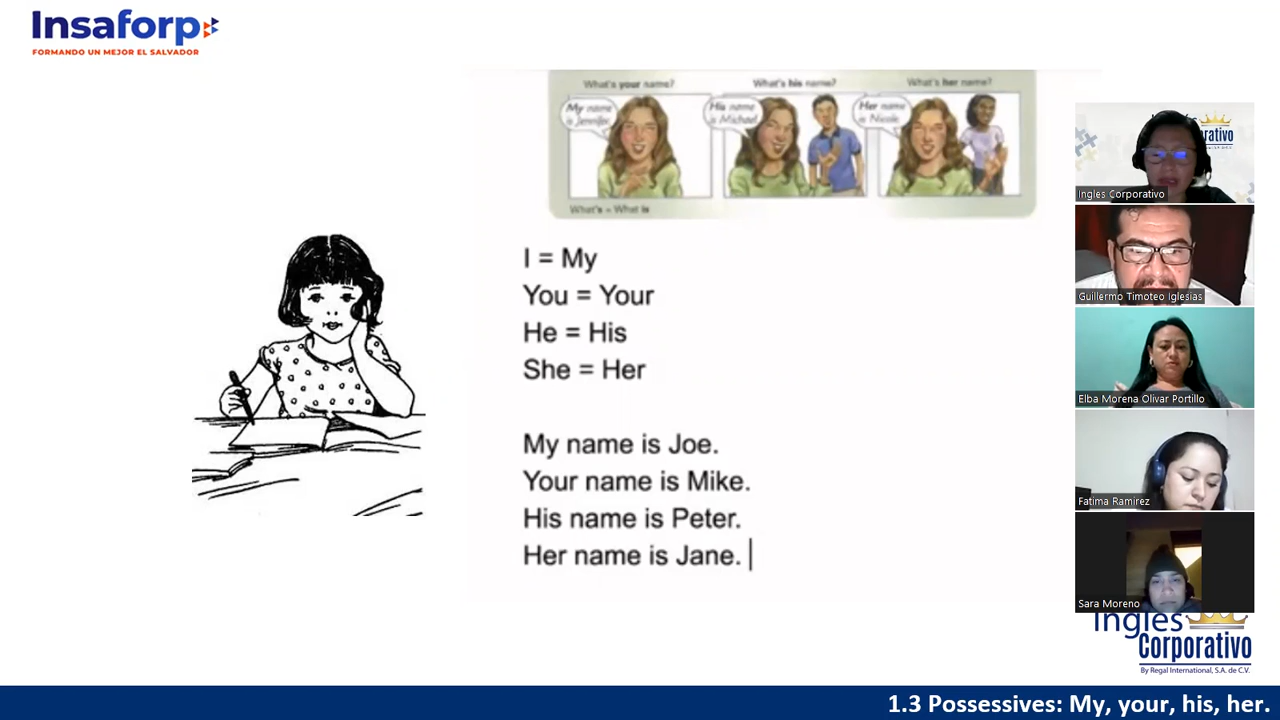 Insaforp
FORMANDO UN MEJOR EL SALVADOR
What's your name?
What's his name?
What's her name?
My name
is Jennifer.
His name
is Michael.
Her name
is Nicole.
What's = What is
I = My
You = Your
He = His
She = Her
My name is Joe.
Your name is Mike.
His name is Peter.
Her name is Jane.
Ingles Corporativo
Guillermo Timoteo Iglesias
Elba Morena Olivar Portillo
Fatima Ramirez
Sara Moreno
Ingles
Corporativo
By Regal International, S.A. de C.V.
1.3 Possessives: My, your, his, her.